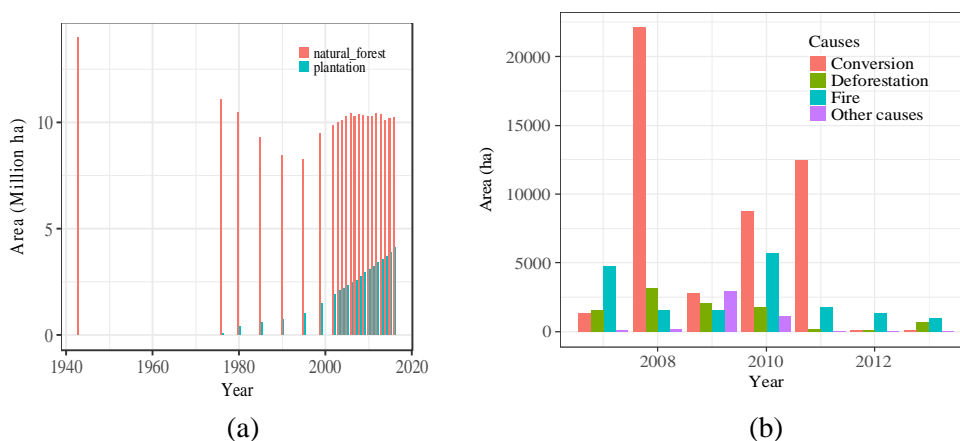 natural_forest
plantation
10
5
0
Area (Million ha)
1940
1960
1980
2000
2020
Year
(a)
Causes
Conversion
Deforestation
Fire
Other causes
20000
15000
10000
5000
0
Area (ha)
2008
2010
2012
Year
(b)